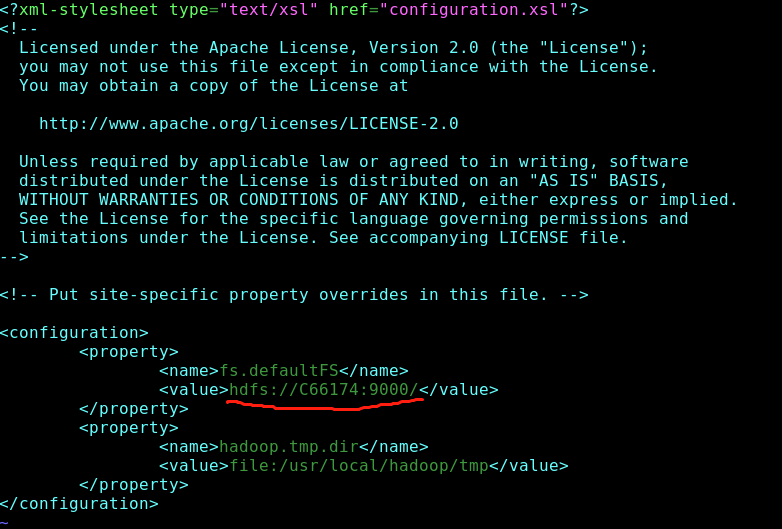 <?xml-stylesheet type="text/xsl" href="configuration.xsl"?>
<!--
  Licensed under the Apache License, Version 2.0 (the "License");
  you may not use this file except in compliance with the License.
  You may obtain a copy of the License at

    http://www.apache.org/licenses/LICENSE-2.0

  Unless required by applicable law or agreed to in writing, software
  distributed under the License is distributed on an "AS IS" BASIS,
  WITHOUT WARRANTIES OR CONDITIONS OF ANY KIND, either express or implied.
  See the License for the specific language governing permissions and
  limitations under the License. See accompanying LICENSE file.
-->

<!-- Put site-specific property overrides in this file. -->

<configuration>
        <property>
                <name>fs.defaultFS</name>
                <value>hdfs://C66174:9000/</value>
        </property>
        <property>
                <name>hadoop.tmp.dir</name>
                <value>file:/usr/local/hadoop/tmp</value>
        </property>
</configuration>
~